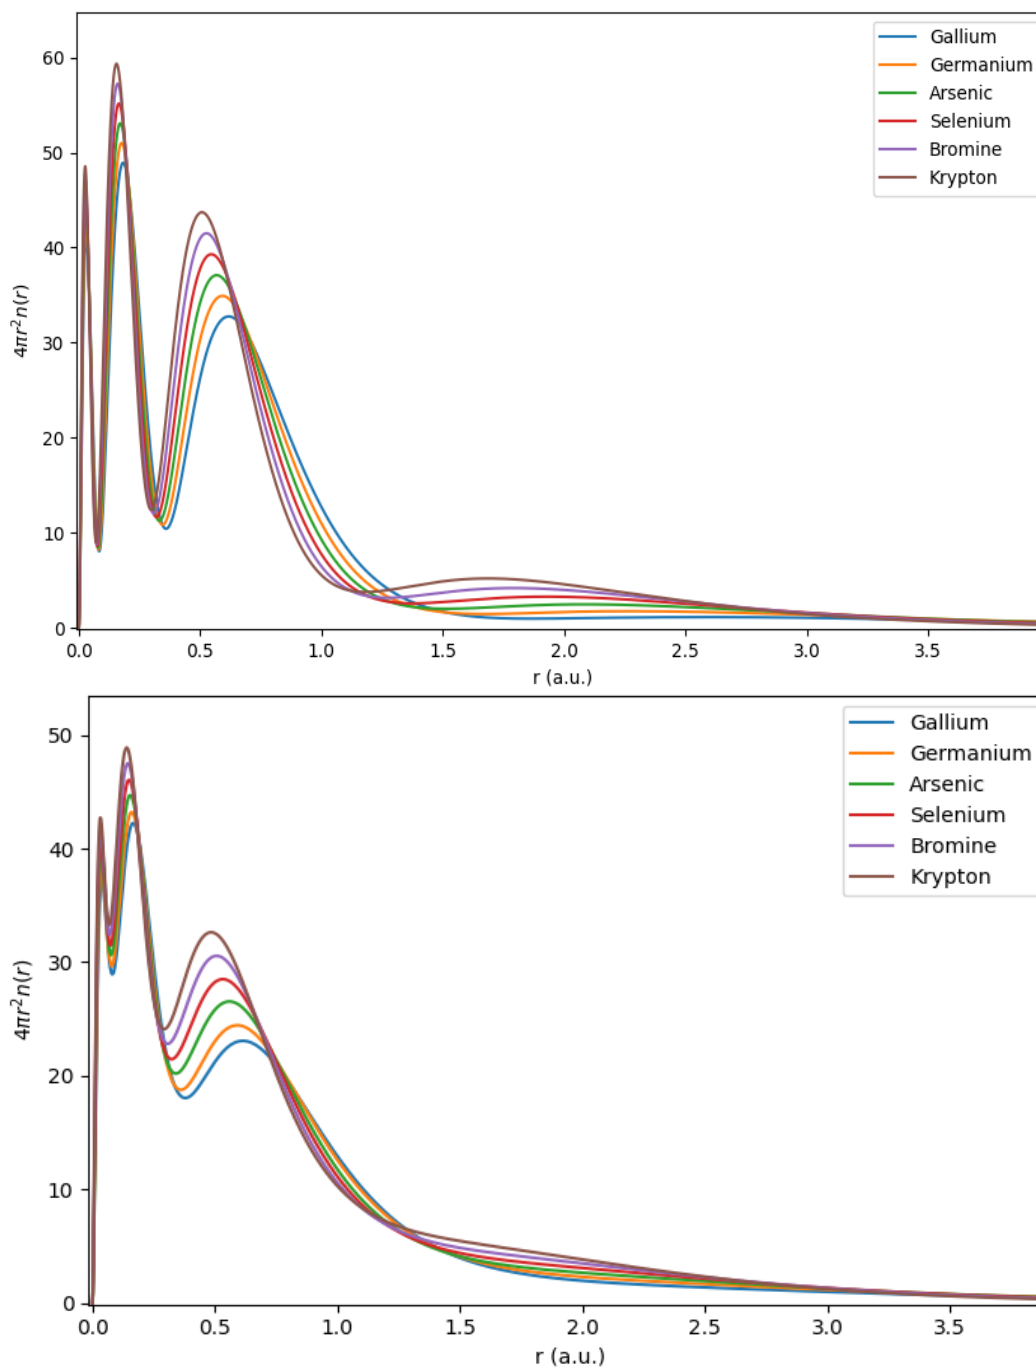 60
50
40
30
20
10
0
4πr²n(r)
Gallium
Germanium
Arsenic
Selenium
Bromine
Krypton
0.0 0.5 1.0 1.5 2.0 2.5 3.0 3.5
r (a.u.)
50
40
30
20
10
0
4πr²n(r)
Gallium
Germanium
Arsenic
Selenium
Bromine
Krypton
0.0 0.5 1.0 1.5 2.0 2.5 3.0 3.5
r (a.u.)